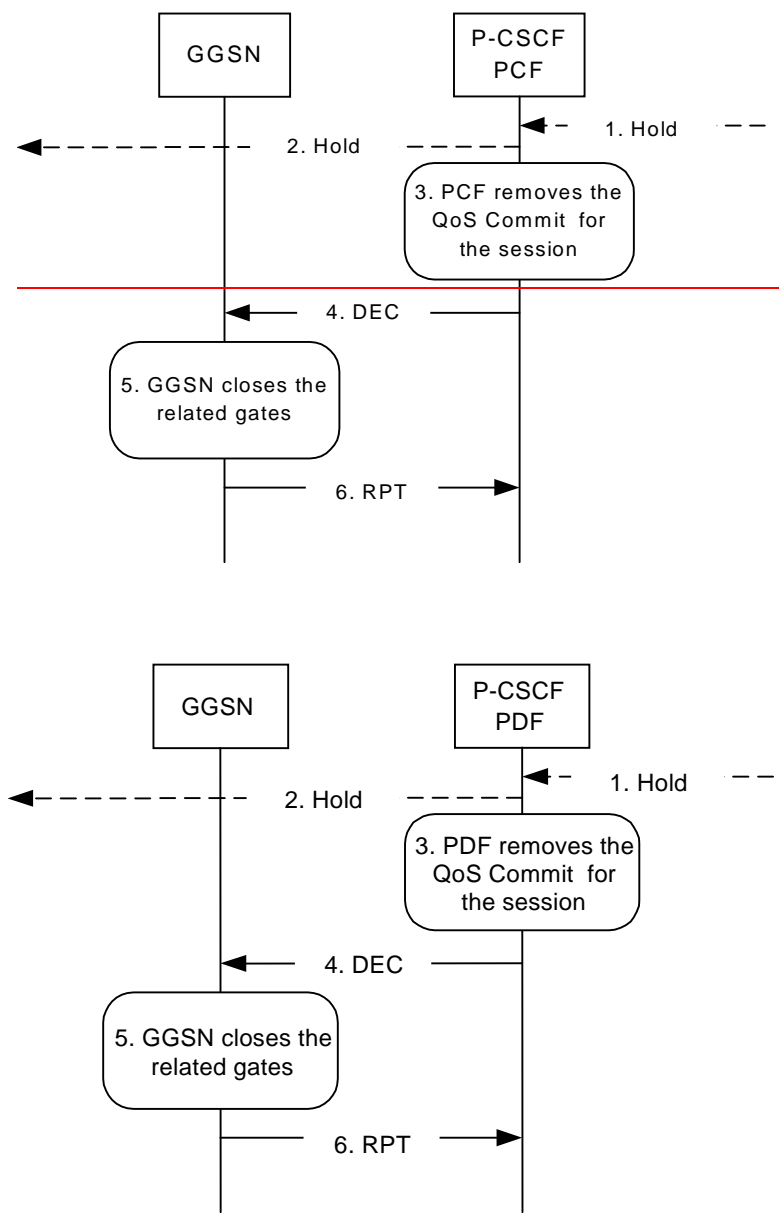 GGSN
P-CSCF
PCF
1. Hold
2. Hold
3. PCF removes the
QoS Commit for
the session
4. DEC
5. GGSN closes the
related gates
6. RPT
GGSN
P-CSCF
PDF
1. Hold
2. Hold
3. PDF removes the
QoS Commit for
the session
4. DEC
5. GGSN closes the
related gates
6. RPT